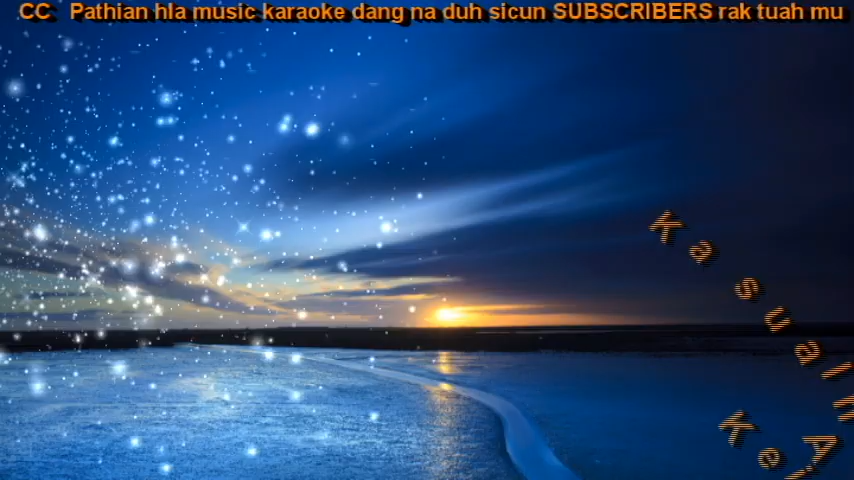 CC Pathian hla music karaoke dang na duh sicun SUBSCRIBERS rak tuah mu
Ka sual